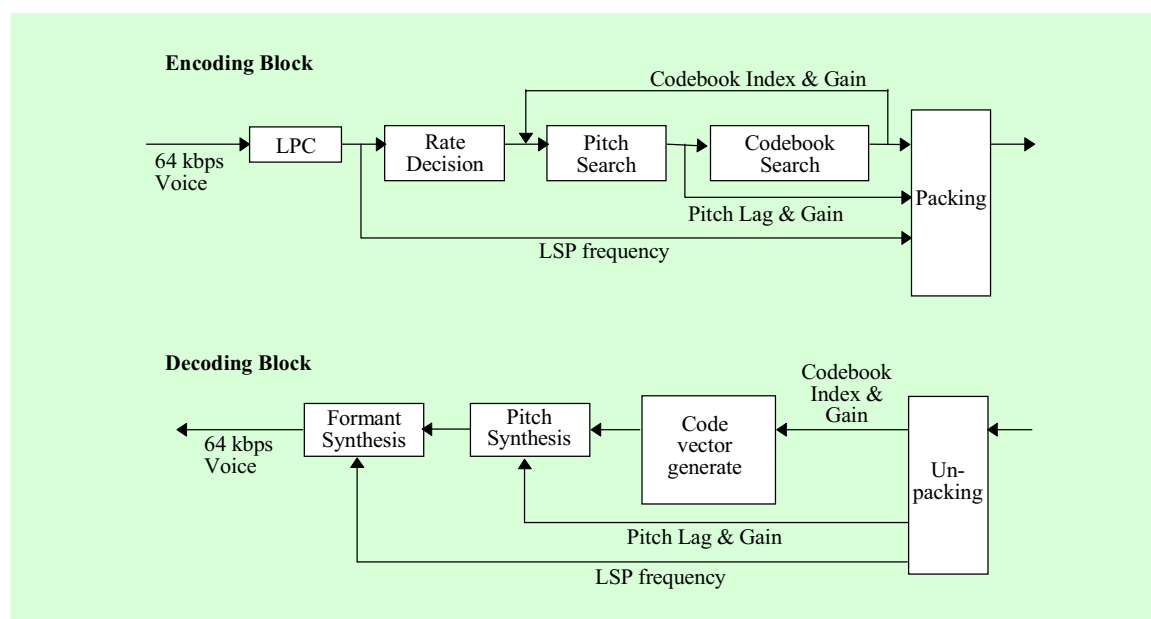 Encoding Block
Codebook Index & Gain
LPC
Rate
Decision
Pitch
Search
Codebook
Search
64 kbps
Voice
Packing
Pitch Lag & Gain
LSP frequency
Decoding Block
Codebook
Index &
Gain
Formant
Synthesis
Pitch
Synthesis
Code
vector
generate
64 kbps
Voice
Un-
packing
Pitch Lag & Gain
LSP frequency